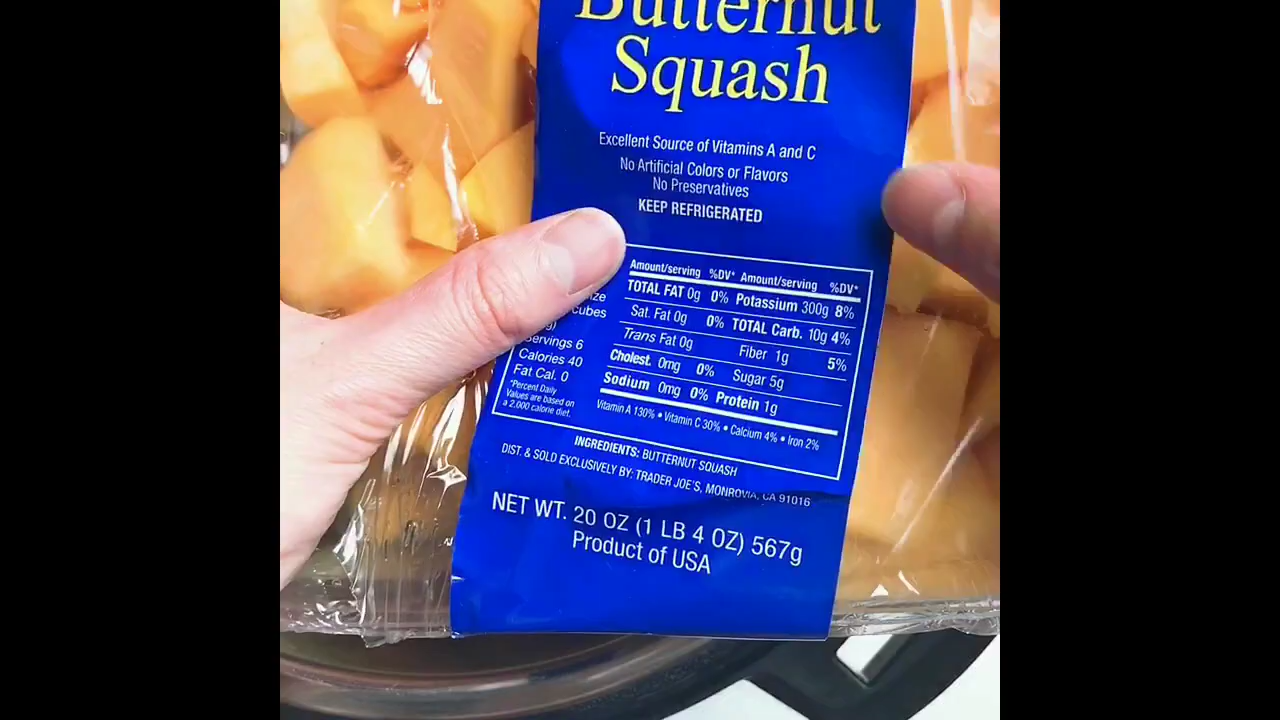 Butternut
Squash
Excellent Source of Vitamins A and C
No Artificial Colors or Flavors
No Preservatives
KEEP REFRIGERATED
Amount/serving %DV* Amount/serving %DV*
TOTAL FAT 0g 0% Potassium 300g 8%
Sat. Fat 0g 0% TOTAL Carb. 10g 4%
Trans Fat 0g Fiber 1g 5%
Cholest. 0mg 0% Sugar 5g
Sodium 0mg 0% Protein 1g
Vitamin A 130% • Vitamin C 30% • Calcium 4% • Iron 2%
cubes
Servings 6
Calories 40
Fat Cal. 0
*Percent Daily
Values are based on
a 2,000 calorie diet.
INGREDIENTS: BUTTERNUT SQUASH
DIST. & SOLD EXCLUSIVELY BY: TRADER JOE'S, MONROVIA, CA 91016
NET WT. 20 OZ (1 LB 4 OZ) 567g
Product of USA